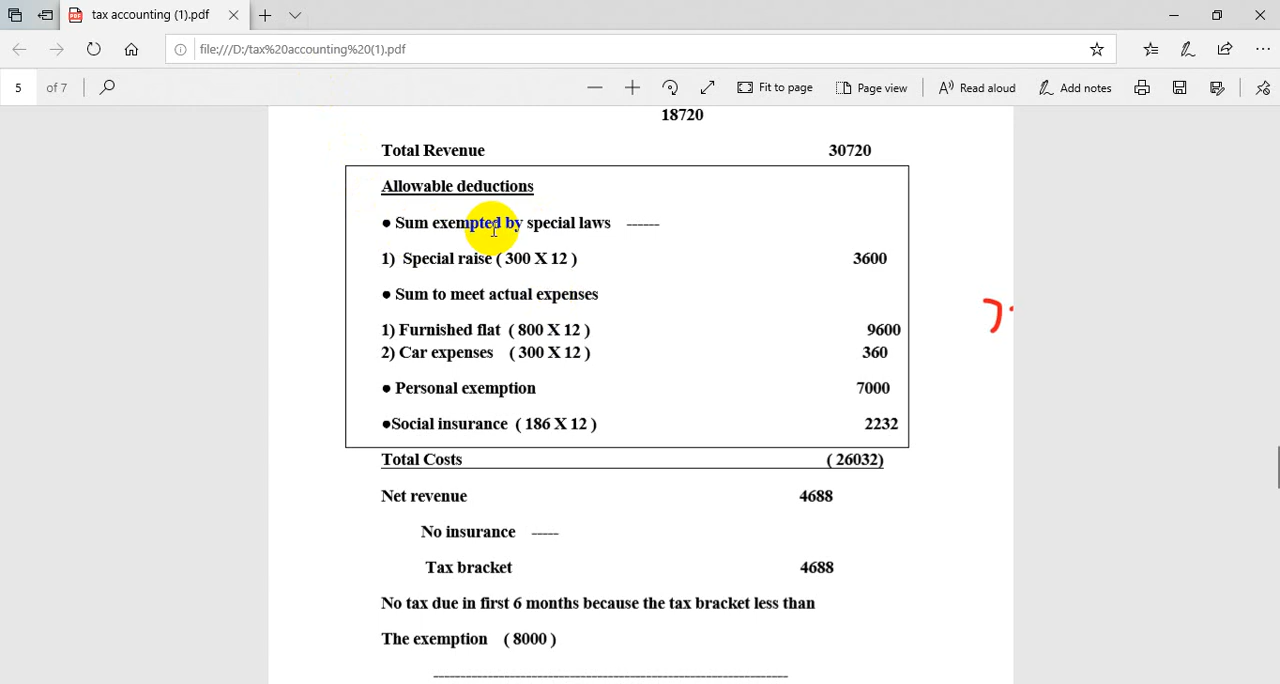 tax accounting (1).pdf
file:///D:/tax%20accounting%20(1).pdf
5 of 7 Fit to page Page view Read aloud Add notes
18720
Total Revenue 30720
Allowable deductions
● Sum exempted by special laws ------
1) Special raise ( 300 X 12 ) 3600
● Sum to meet actual expenses
1) Furnished flat ( 800 X 12 ) 9600
2) Car expenses ( 300 X 12 ) 360
● Personal exemption 7000
●Social insurance ( 186 X 12 ) 2232
Total Costs ( 26032)
Net revenue 4688
No insurance -----
Tax bracket 4688
No tax due in first 6 months because the tax bracket less than
The exemption ( 8000 )